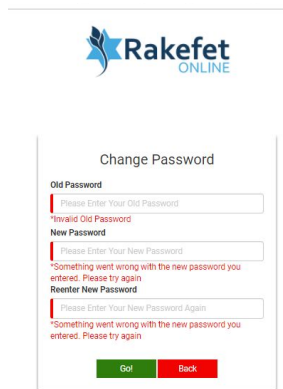 Rakefet
ONLINE
Change Password
Old Password
Please Enter Your Old Password
*Invalid Old Password
New Password
Please Enter Your New Password
*Something went wrong with the new password you
entered. Please try again
Reenter New Password
Please Enter Your New Password Again
*Something went wrong with the new password you
entered. Please try again
Go!
Back